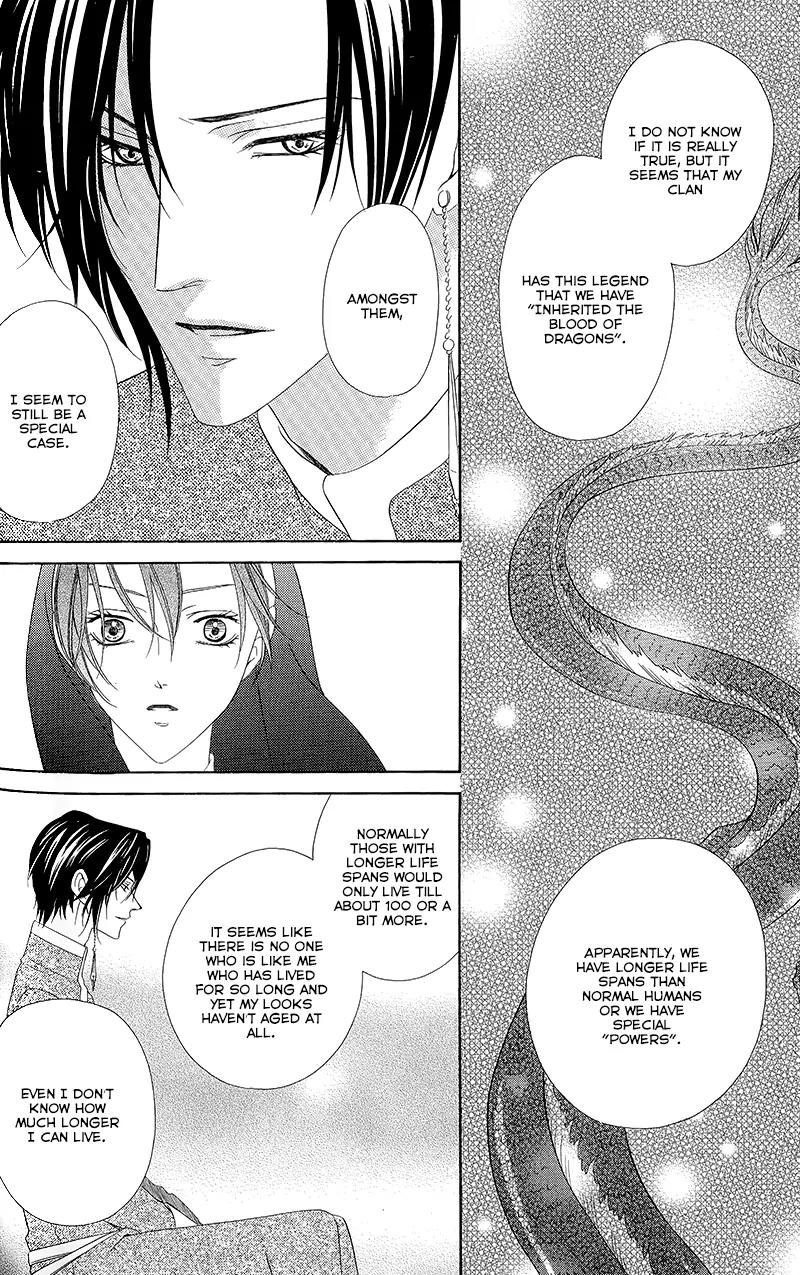 I DO NOT KNOW
IF IT IS REALLY
TRUE, BUT IT
SEEMS THAT MY
CLAN
HAS THIS LEGEND
THAT WE HAVE
"INHERITED THE
BLOOD OF
DRAGONS".
APPARENTLY, WE
HAVE LONGER LIFE
SPANS THAN
NORMAL HUMANS
OR WE HAVE
SPECIAL
"POWERS".
AMONGST
THEM,
I SEEM TO
STILL BE A
SPECIAL
CASE.
NORMALLY
THOSE WITH
LONGER LIFE
SPANS WOULD
ONLY LIVE TILL
ABOUT 100 OR A
BIT MORE.
IT SEEMS LIKE
THERE IS NO ONE
WHO IS LIKE ME
WHO HAS LIVED
FOR SO LONG AND
YET MY LOOKS
HAVEN'T AGED AT
ALL.
EVEN I DON'T
KNOW HOW
MUCH LONGER
I CAN LIVE.